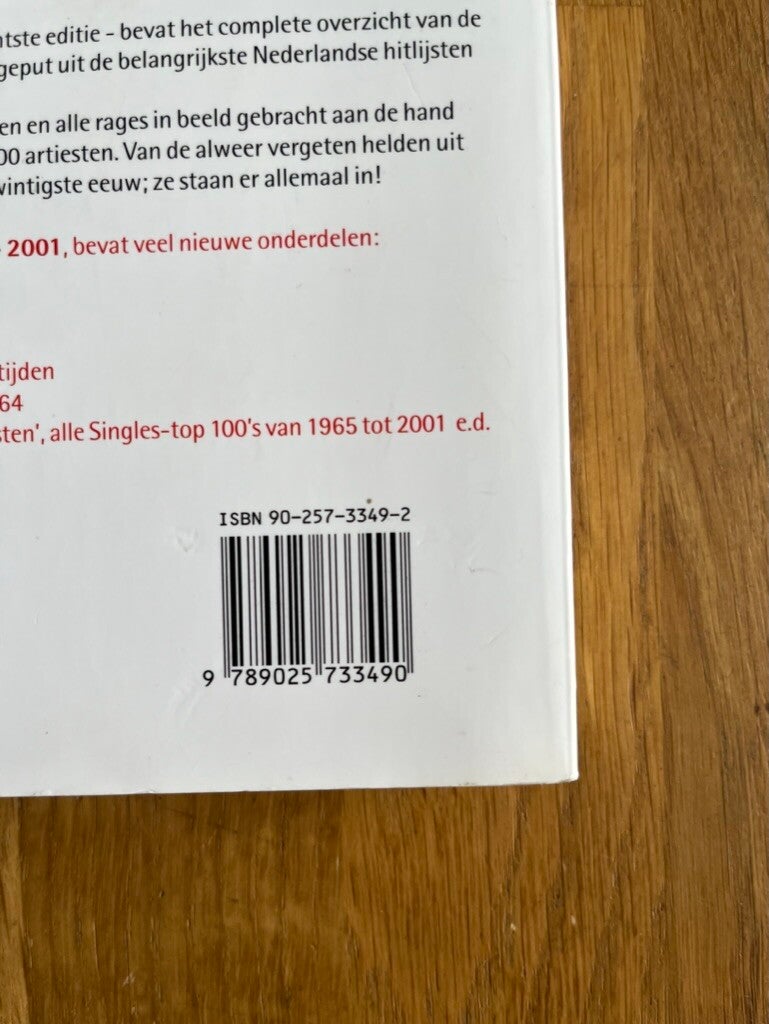 tste editie - bevat het complete overzicht van de
geput uit de belangrijkste Nederlandse hitlijsten
en en alle rages in beeld gebracht aan de hand
00 artiesten. Van de alweer vergeten helden uit
wintigste eeuw; ze staan er allemaal in!
2001, bevat veel nieuwe onderdelen:
tijden
64
sten', alle Singles-top 100's van 1965 tot 2001 e.d.
ISBN 90-257-3349-2
9 789025 733490